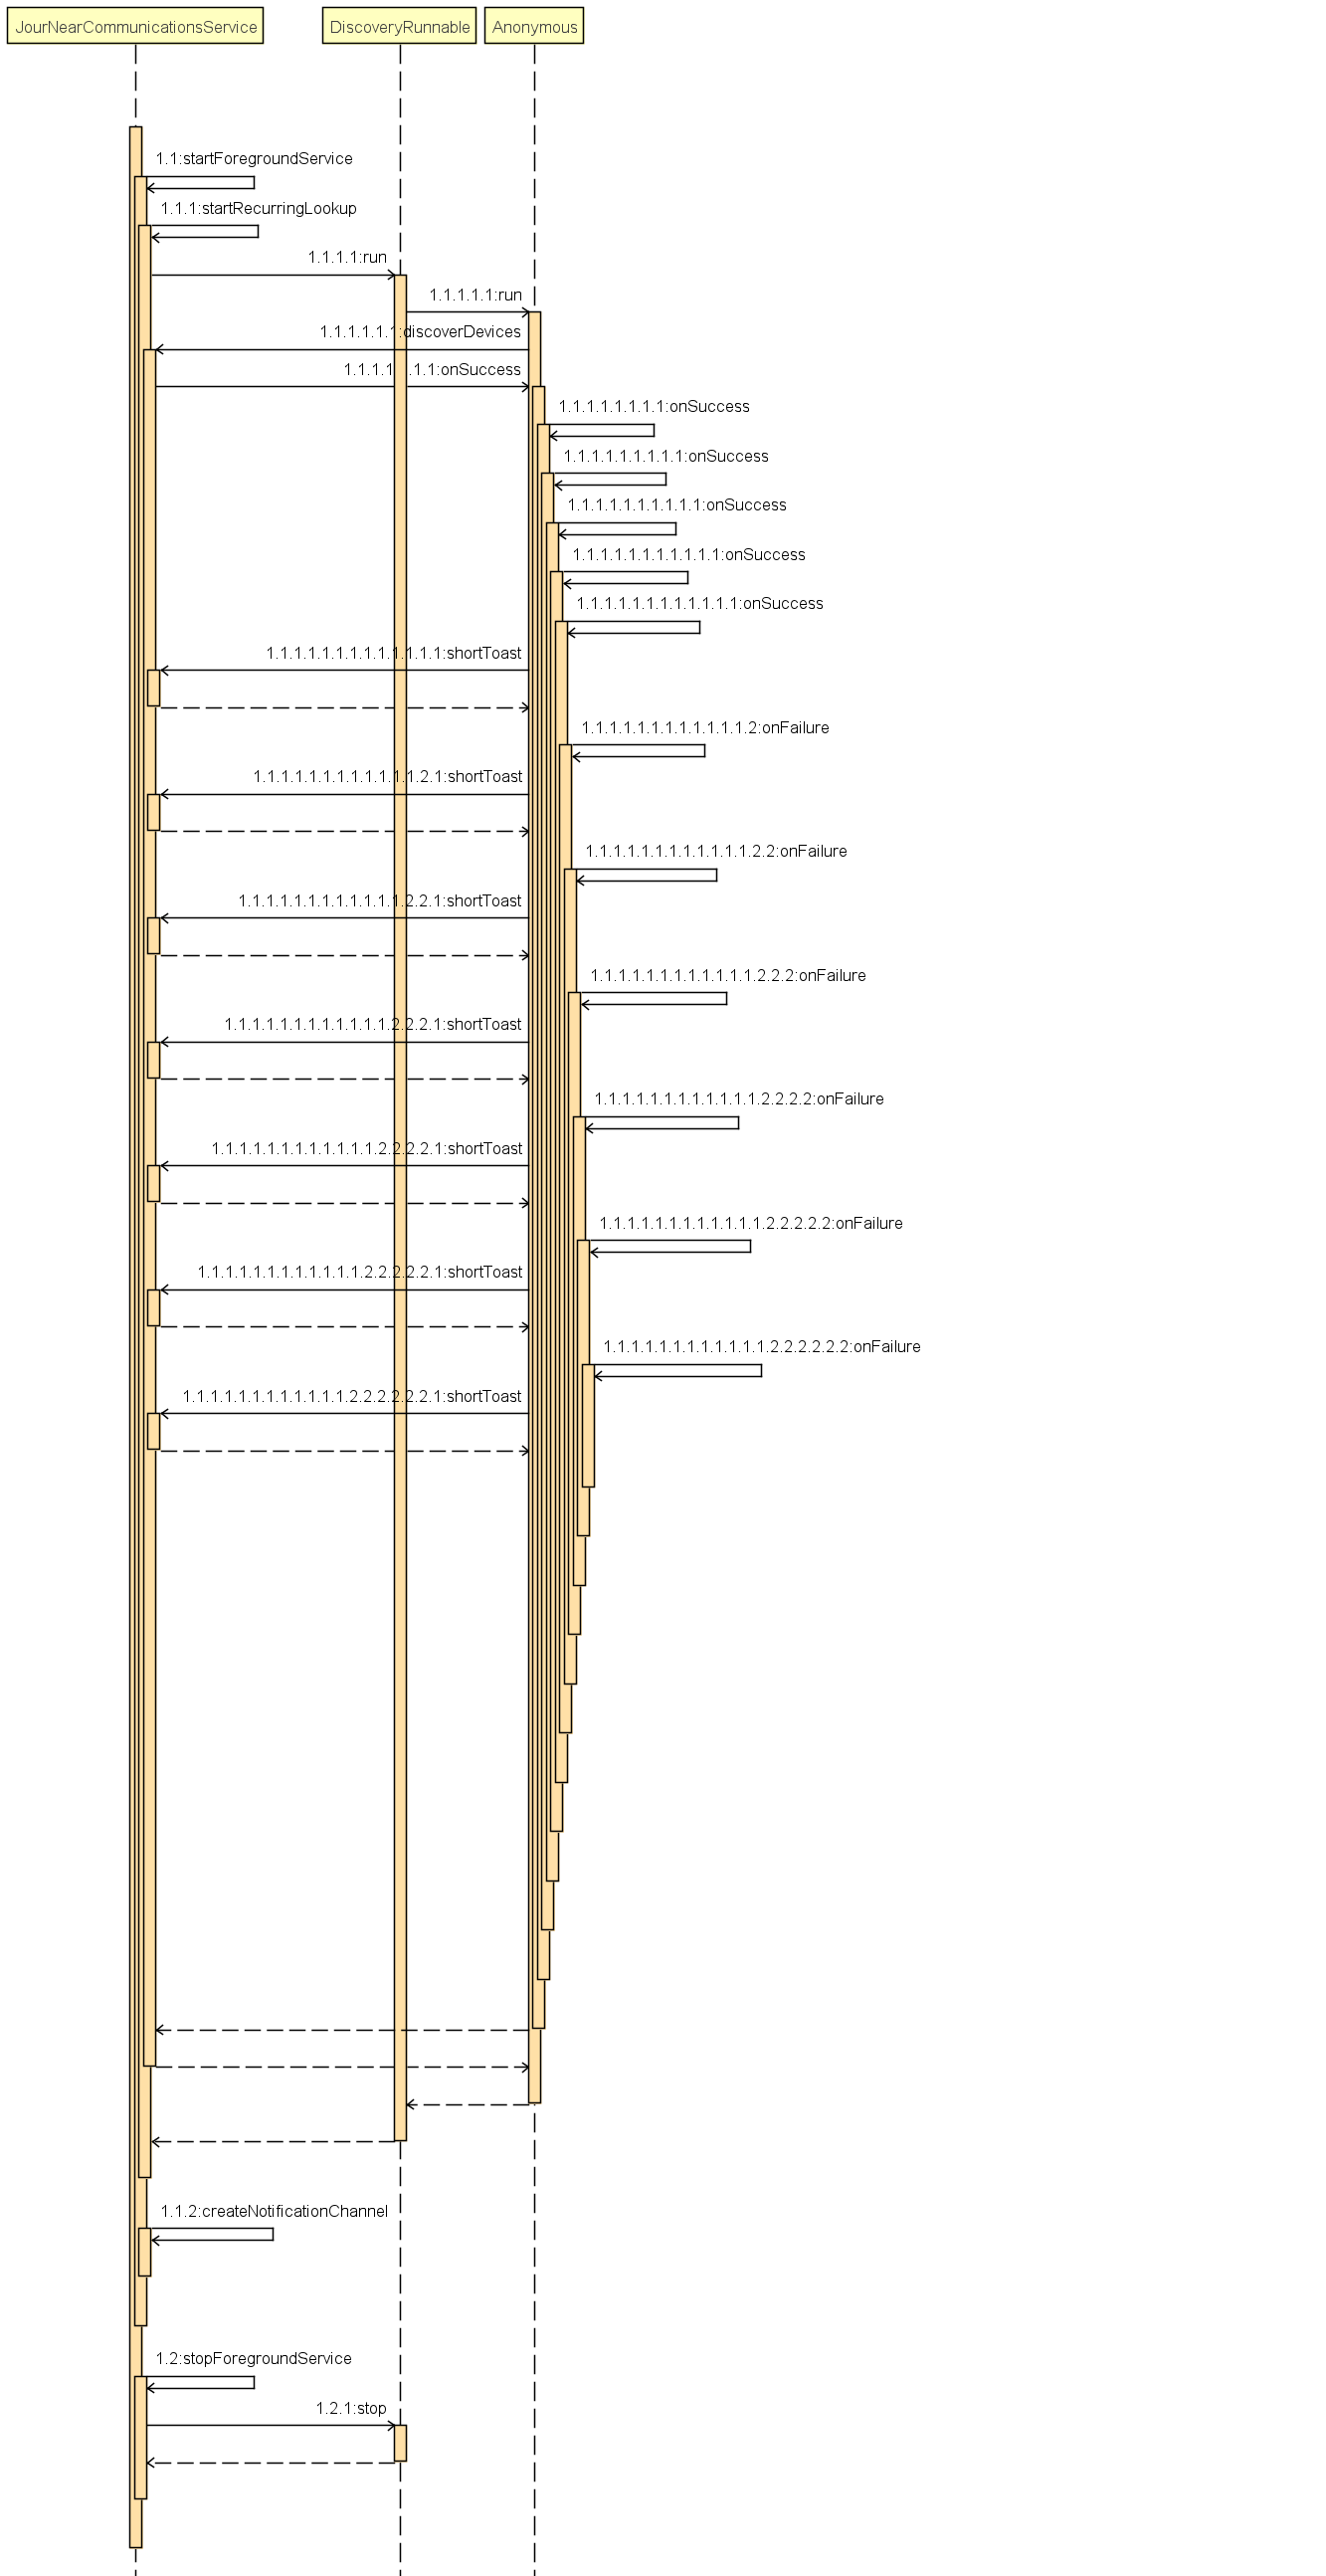 JourNearCommunicationsService
DiscoveryRunnable
Anonymous
1.1:startForegroundService
1.1.1:startRecurringLookup
1.1.1.1:run
1.1.1.1.1:run
1.1.1.1.1.1:discoverDevices
1.1.1.1.1.1.1:onSuccess
1.1.1.1.1.1.1.1:onSuccess
1.1.1.1.1.1.1.1.1:onSuccess
1.1.1.1.1.1.1.1.1.1:onSuccess
1.1.1.1.1.1.1.1.1.1.1:onSuccess
1.1.1.1.1.1.1.1.1.1.1.1:onSuccess
1.1.1.1.1.1.1.1.1.1.1.1.1:shortToast
1.1.1.1.1.1.1.1.1.1.1.1.2:onFailure
1.1.1.1.1.1.1.1.1.1.1.1.2.1:shortToast
1.1.1.1.1.1.1.1.1.1.1.1.2.2:onFailure
1.1.1.1.1.1.1.1.1.1.1.1.2.2.1:shortToast
1.1.1.1.1.1.1.1.1.1.1.1.2.2.2:onFailure
1.1.1.1.1.1.1.1.1.1.1.1.2.2.2.1:shortToast
1.1.1.1.1.1.1.1.1.1.1.1.2.2.2.2:onFailure
1.1.1.1.1.1.1.1.1.1.1.1.2.2.2.2.1:shortToast
1.1.1.1.1.1.1.1.1.1.1.1.2.2.2.2.2:onFailure
1.1.1.1.1.1.1.1.1.1.1.1.2.2.2.2.2.1:shortToast
1.1.1.1.1.1.1.1.1.1.1.1.2.2.2.2.2.2:onFailure
1.1.1.1.1.1.1.1.1.1.1.1.2.2.2.2.2.2.1:shortToast
1.1.2:createNotificationChannel
1.2:stopForegroundService
1.2.1:stop